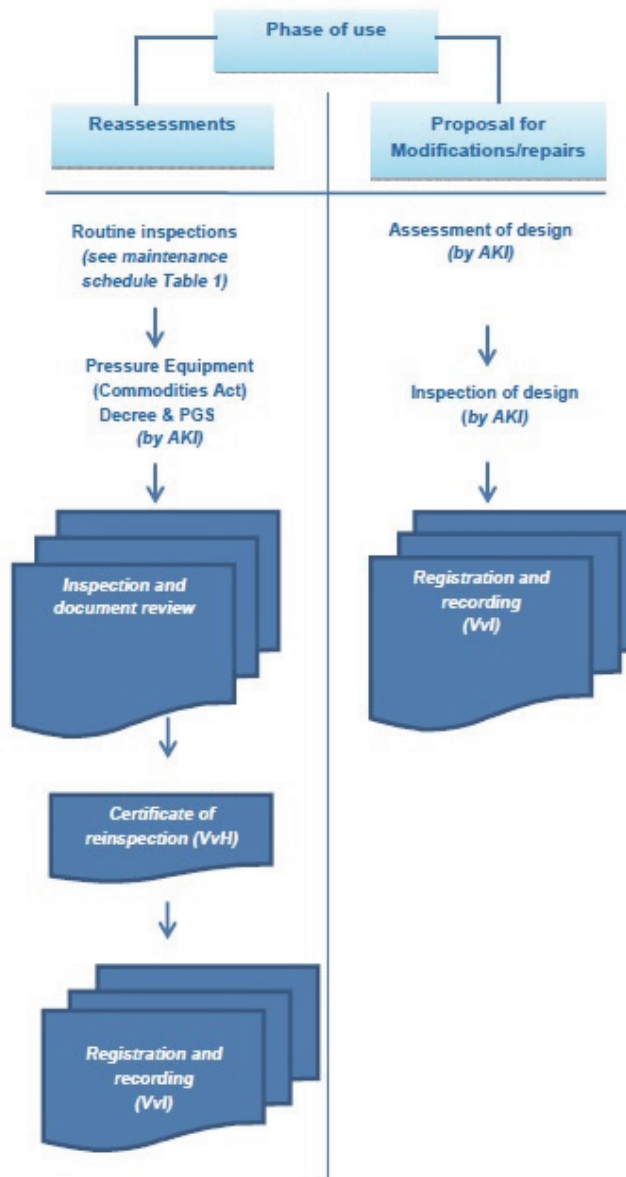 Phase of use
Reassessments
Proposal for
Modifications/repairs
Routine inspections
(see maintenance
schedule Table 1)
Pressure Equipment
(Commodities Act)
Decree & PGS
(by AKI)
Inspection and
document review
Certificate of
reinspection (VvH)
Registration and
recording
(VvI)
Assessment of design
(by AKI)
Inspection of design
(by AKI)
Registration and
recording
(VvI)